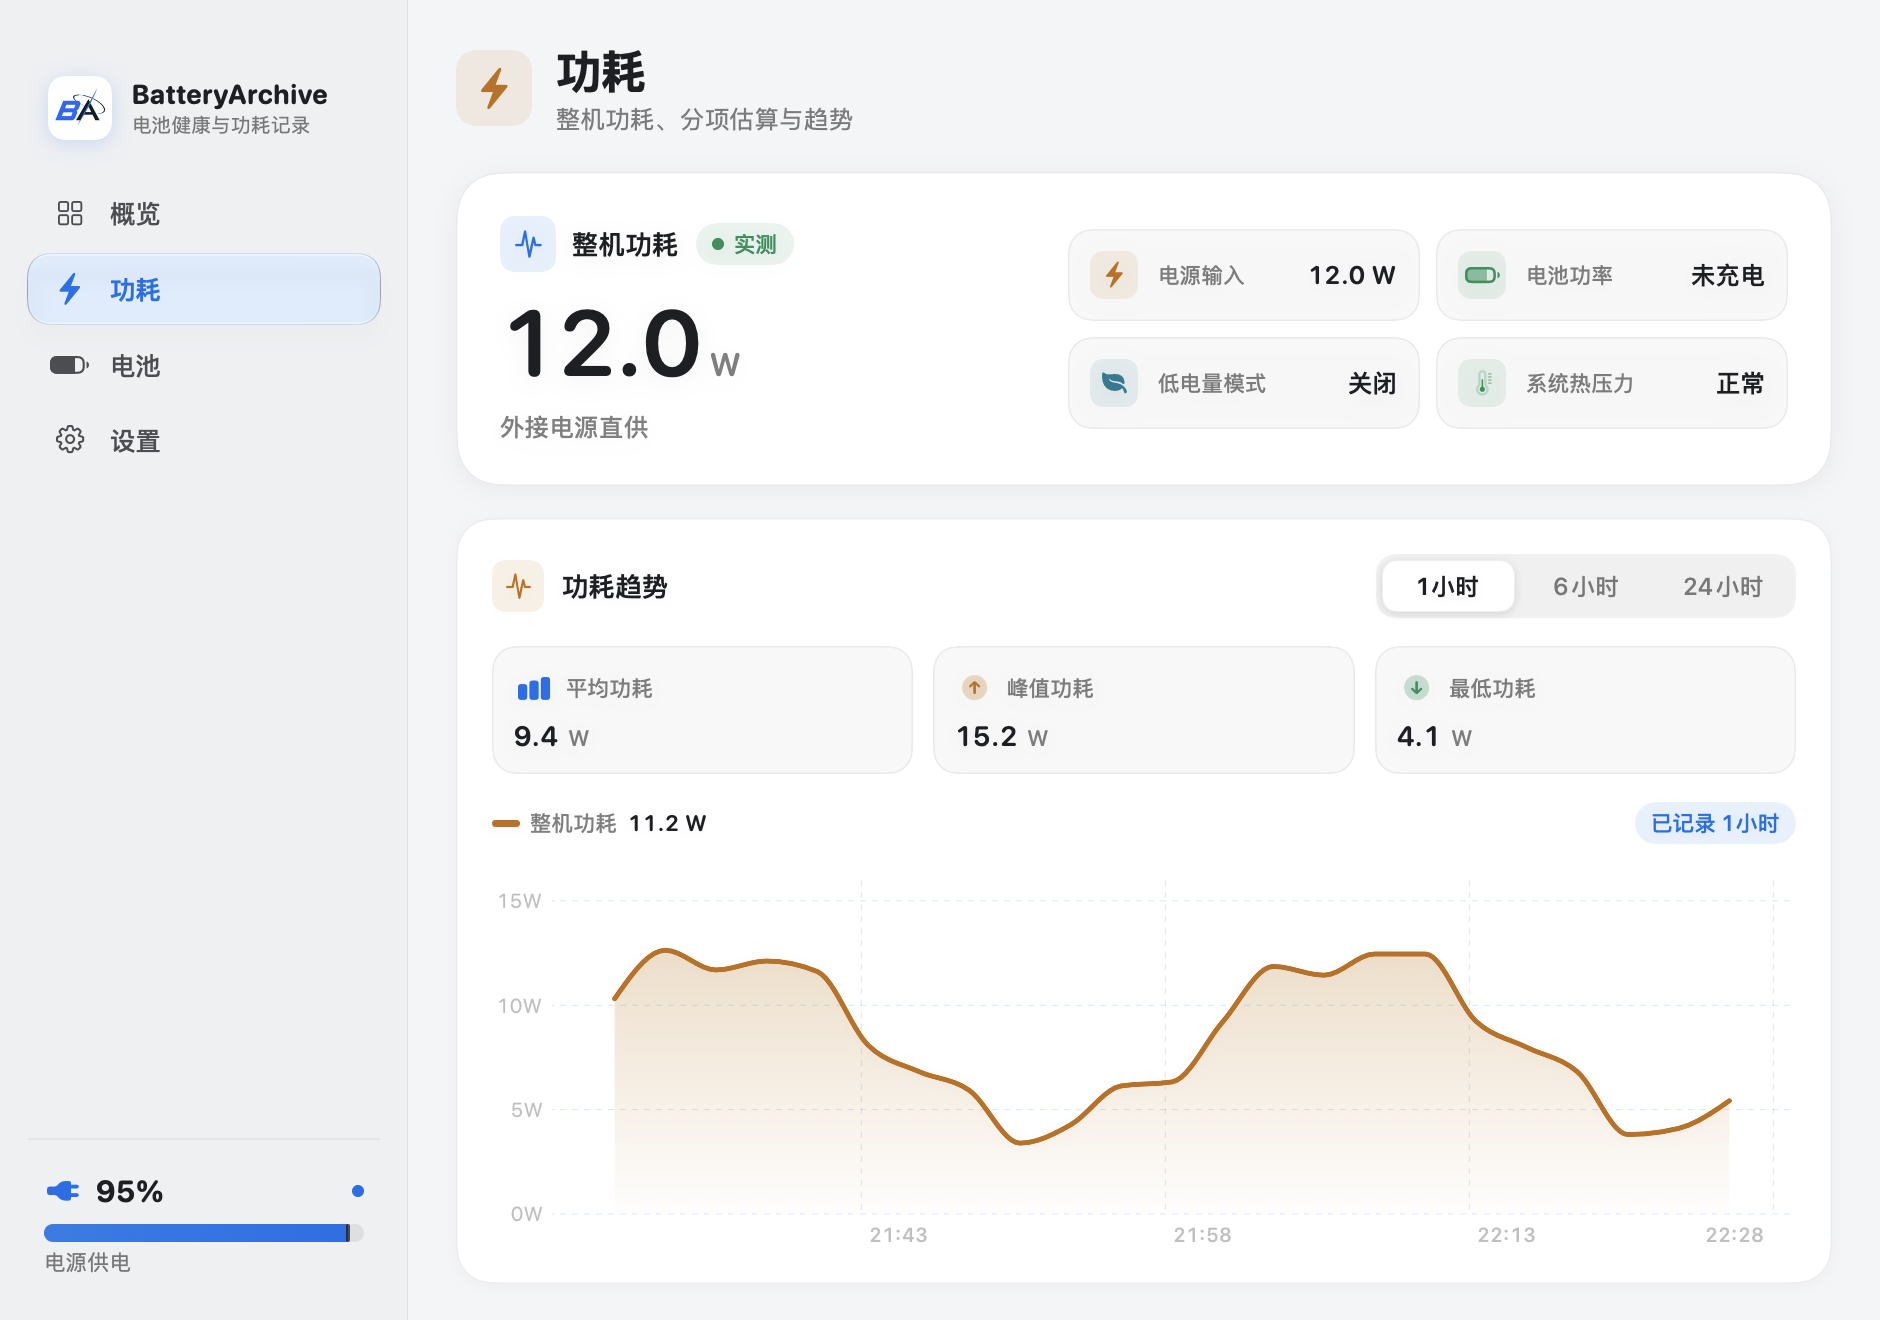 BA
BatteryArchive
电池健康与功耗记录
概览
功耗
电池
设置
95%
电源供电
功耗
整机功耗、分项估算与趋势
整机功耗
实测
12.0 W
外接电源直供
电源输入 12.0 W
电池功率 未充电
低电量模式 关闭
系统热压力 正常
功耗趋势
1小时 6小时 24小时
平均功耗
9.4 W
峰值功耗
15.2 W
最低功耗
4.1 W
整机功耗 11.2 W
已记录 1小时
15W
10W
5W
0W
21:43 21:58 22:13 22:28